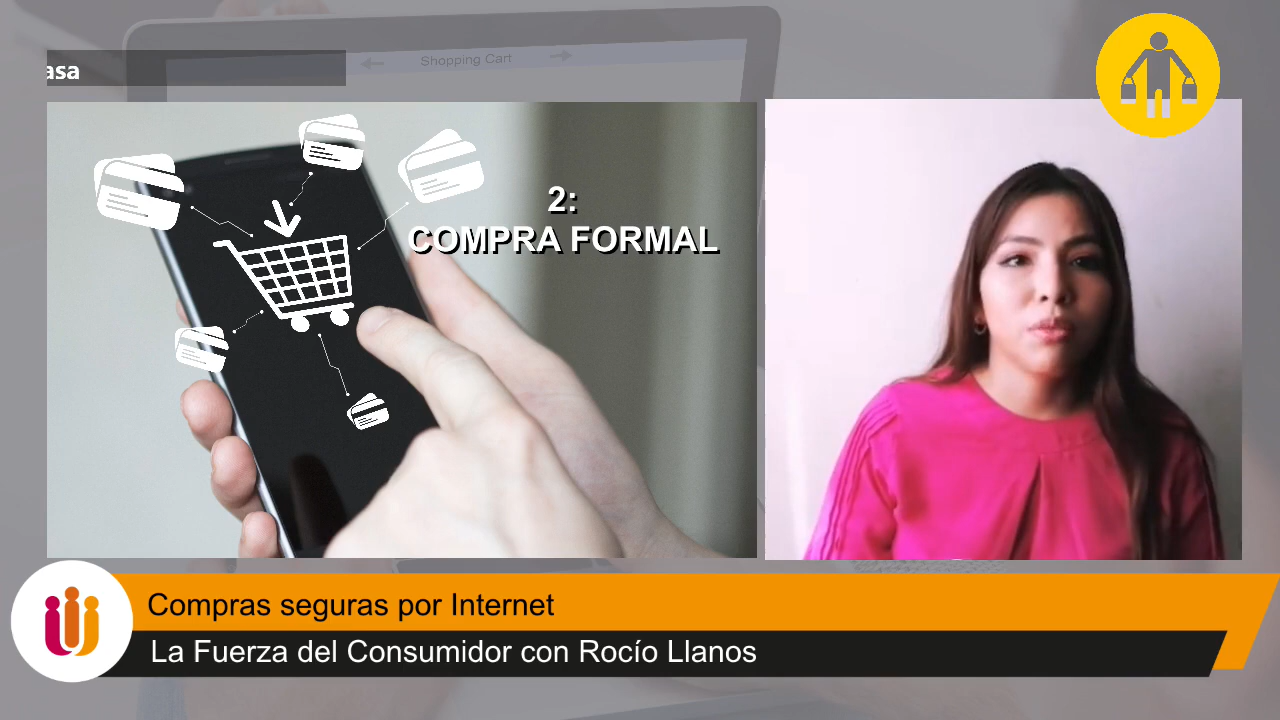 Shopping Cart
asa
2:
COMPRA FORMAL
Compras seguras por Internet
La Fuerza del Consumidor con Rocío Llanos